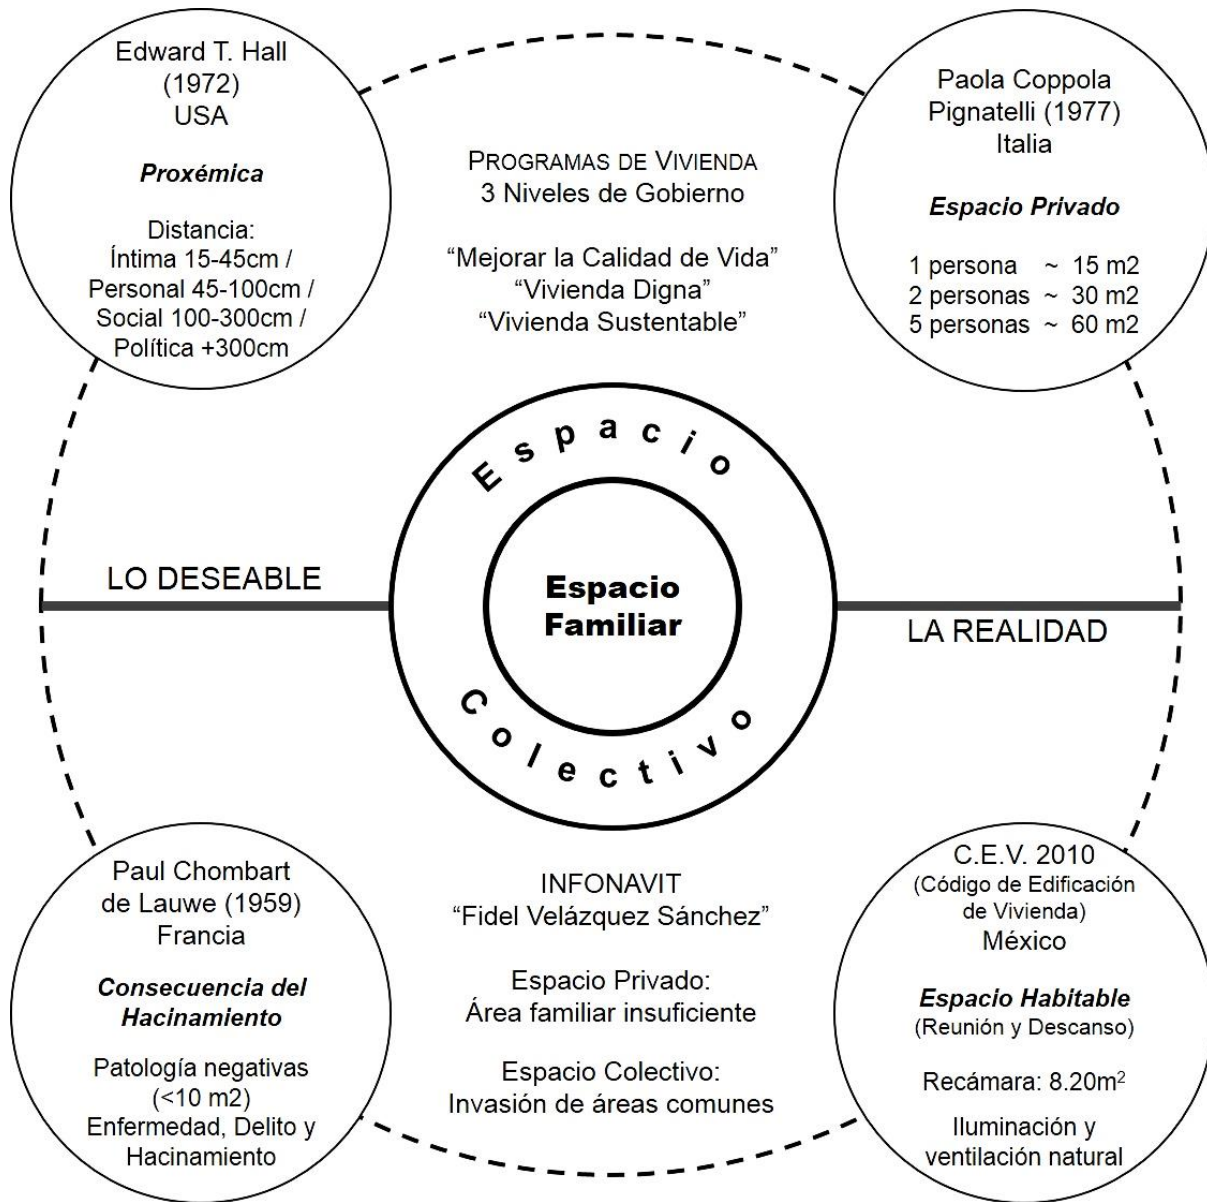 Edward T. Hall
(1972)
USA
Proxémica
Distancia:
Íntima 15-45cm /
Personal 45-100cm /
Social 100-300cm /
Política +300cm
PROGRAMAS DE VIVIENDA
3 Niveles de Gobierno
“Mejorar la Calidad de Vida”
“Vivienda Digna”
“Vivienda Sustentable”
Paola Coppola
Pignatelli (1977)
Italia
Espacio Privado
1 persona ~ 15 m2
2 personas ~ 30 m2
5 personas ~ 60 m2
LO DESEABLE
Espacio
Espacio
Familiar
Colectivo
LA REALIDAD
Paul Chombart
de Lauwe (1959)
Francia
Consecuencia del
Hacinamiento
Patología negativas
(<10 m2)
Enfermedad, Delito y
Hacinamiento
INFONAVIT
“Fidel Velázquez Sánchez”
Espacio Privado:
Área familiar insuficiente
Espacio Colectivo:
Invasión de áreas comunes
C.E.V. 2010
(Código de Edificación
de Vivienda)
México
Espacio Habitable
(Reunión y Descanso)
Recámara: 8.20m²
Iluminación y
ventilación natural